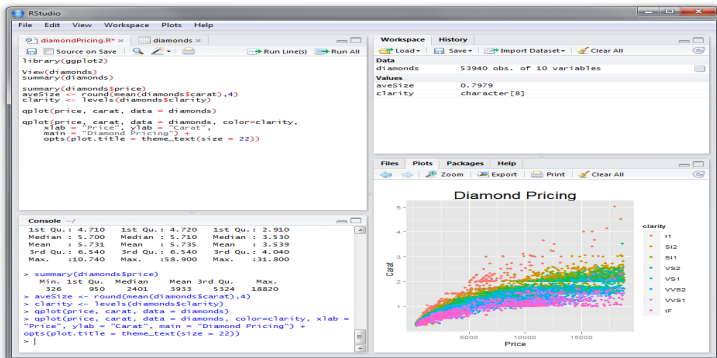 RStudio
File Edit View Workspace Plots Help
diamondPricing.R* diamonds
Source on Save Run Line(s) Run All
library(ggplot2)
View(diamonds)
summary(diamonds)
summary(diamonds$price)
aveSize <- round(mean(diamonds$carat),4)
clarity <- levels(diamonds$clarity)
qplot(price, carat, data = diamonds)
qplot(price, carat, data = diamonds, color=clarity,
xlab = "Price", ylab = "Carat",
main = "Diamond Pricing") +
opts(plot.title = theme_text(size = 22))
Console ~/
1st Qu.: 4.710 1st Qu.: 4.720 1st Qu.: 2.910
Median : 5.700 Median : 5.710 Median : 3.530
Mean : 5.731 Mean : 5.735 Mean : 3.539
3rd Qu.: 6.540 3rd Qu.: 6.540 3rd Qu.: 4.040
Max. :10.740 Max. :58.900 Max. :31.800
> summary(diamonds$price)
Min. 1st Qu. Median Mean 3rd Qu. Max.
326 950 2401 3933 5324 18820
> aveSize <- round(mean(diamonds$carat),4)
> clarity <- levels(diamonds$clarity)
> qplot(price, carat, data = diamonds)
> qplot(price, carat, data = diamonds, color=clarity, xlab =
"Price", ylab = "Carat", main = "Diamond Pricing") +
opts(plot.title = theme_text(size = 22))
>
Workspace History
Load Save Import Dataset Clear All
Data
diamonds 53940 obs. of 10 variables
Values
aveSize 0.7979
clarity character[8]
Files Plots Packages Help
Zoom Export Print Clear All
Diamond Pricing
Carat
5
4
3
2
1
5000 10000 15000
Price
clarity
I1
SI2
SI1
VS2
VS1
VVS2
VVS1
IF